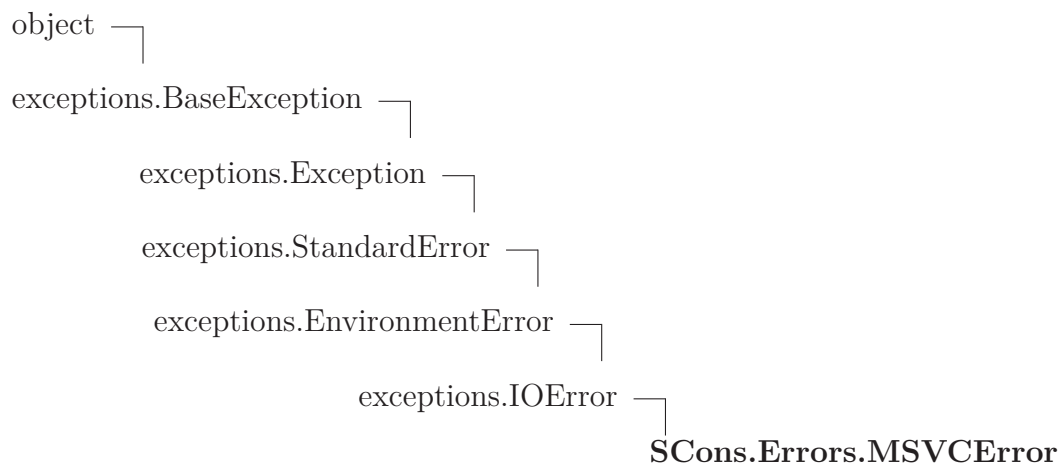 object
exceptions.BaseException
exceptions.Exception
exceptions.StandardError
exceptions.EnvironmentError
exceptions.IOError
SCons.Errors.MSVCError